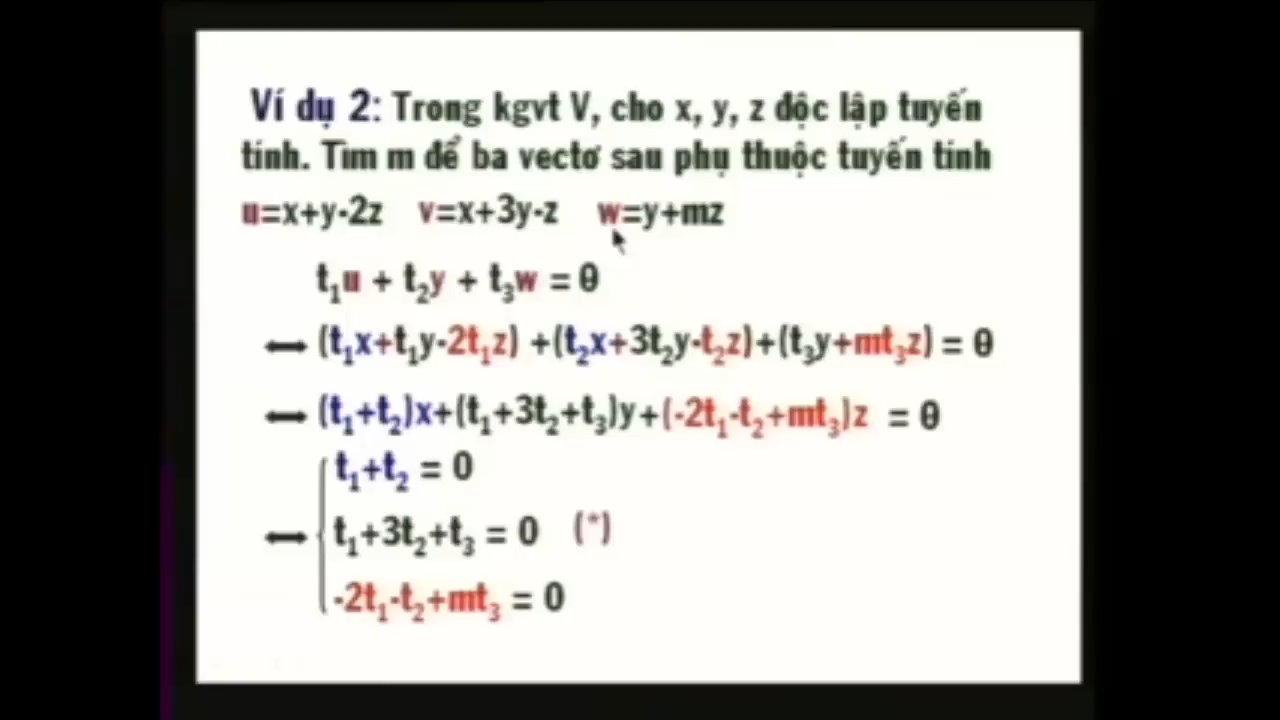 Ví dụ 2: Trong kgvt V, cho x, y, z độc lập tuyến
tính. Tìm m để ba vectơ sau phụ thuộc tuyến tính
u=x+y-2z v=x+3y-z w=y+mz
t₁u + t₂y + t₃w = θ
⟷ (t₁x+t₁y-2t₁z) +(t₂x+3t₂y-t₂z)+(t₃y+mt₃z) = θ
⟷ (t₁+t₂)x+(t₁+3t₂+t₃)y+(-2t₁-t₂+mt₃)z = θ
t₁+t₂ = 0
⟷ t₁+3t₂+t₃ = 0 (*)
-2t₁-t₂+mt₃ = 0